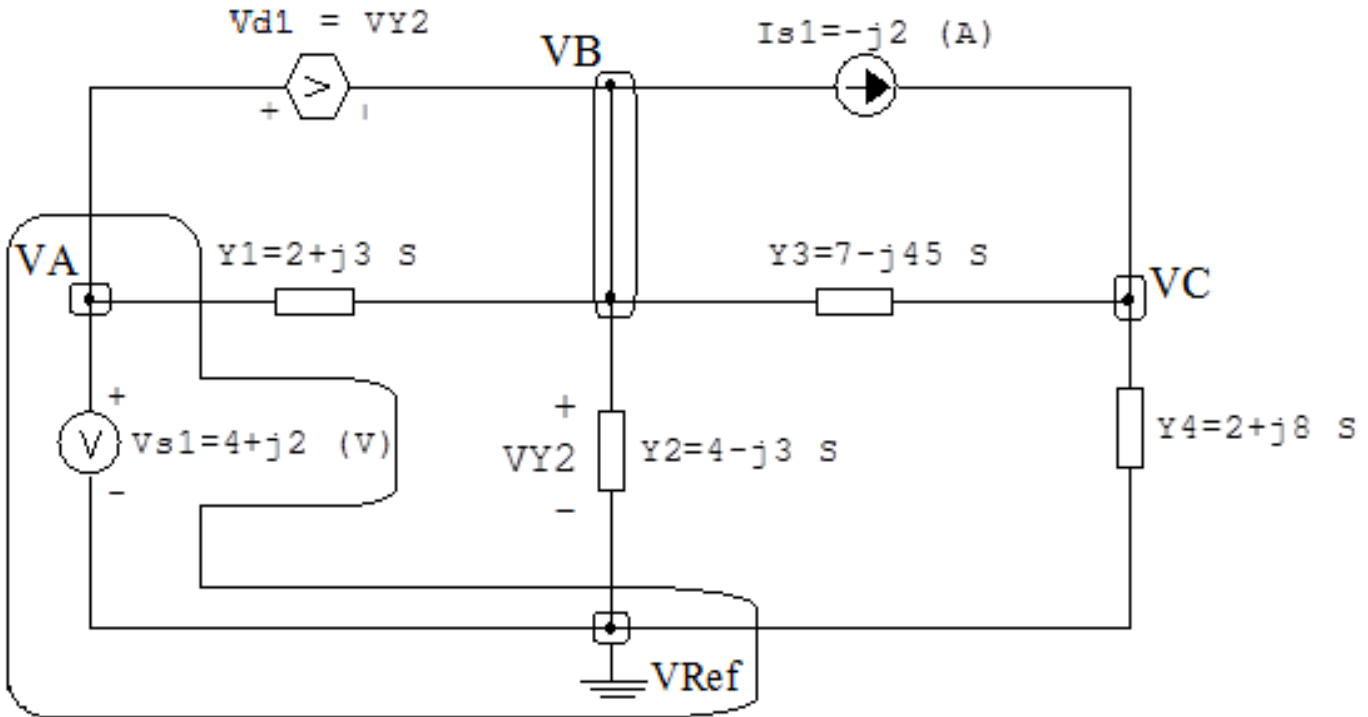 Vd1 = VY2
VB
Is1=-j2 (A)
+
VA
Y1=2+j3 S
Y3=7-j45 S
VC
+
Vs1=4+j2 (V)
-
+
VY2
-
Y2=4-j3 S
Y4=2+j8 S
VRef